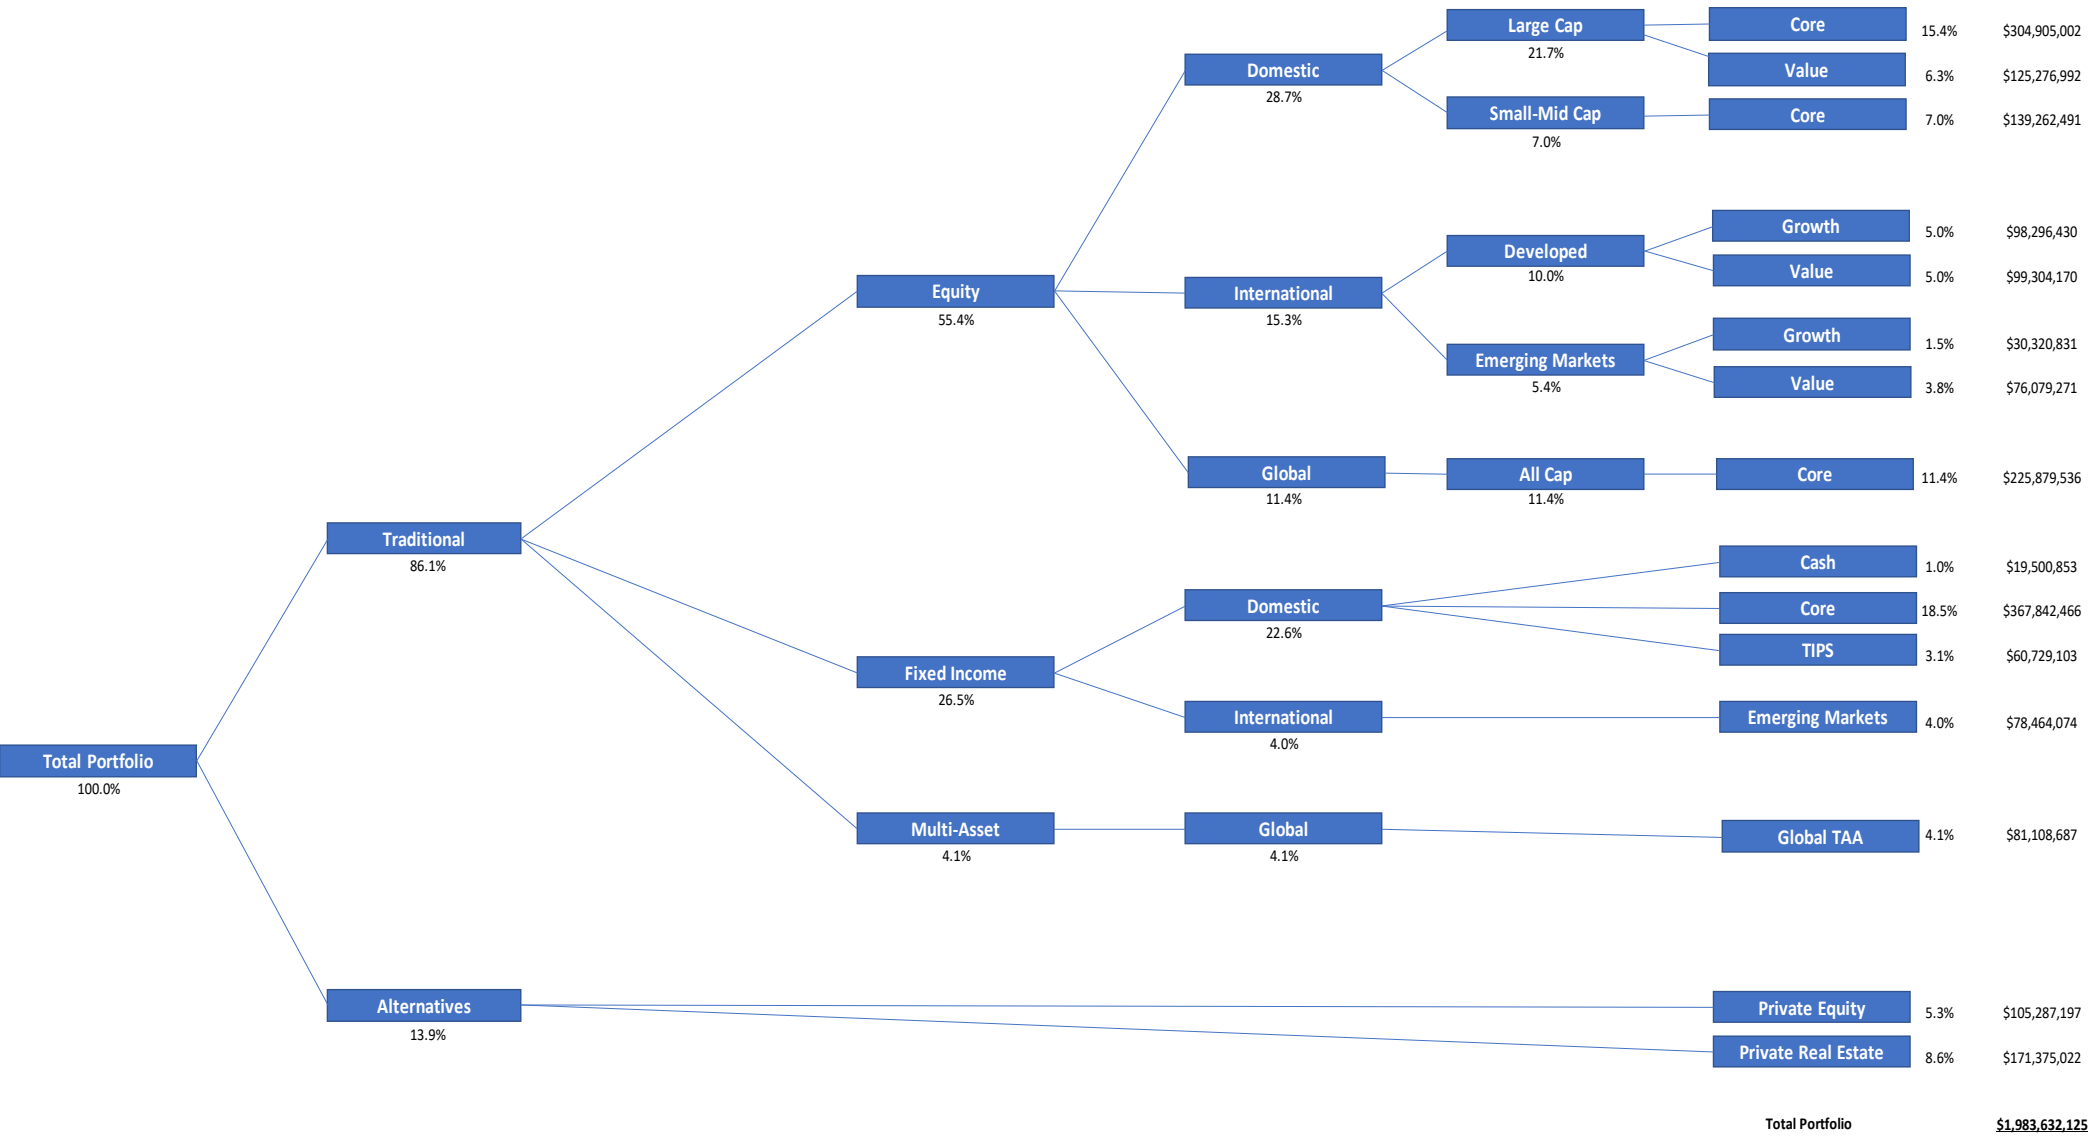 Large Cap
21.7%
Core
15.4% $304,905,002
Value
6.3% $125,276,992
Domestic
28.7%
Small-Mid Cap
7.0%
Core
7.0% $139,262,491
Growth
5.0% $98,296,430
Developed
10.0%
Value
5.0% $99,304,170
Equity
55.4%
International
15.3%
Growth
1.5% $30,320,831
Emerging Markets
5.4%
Value
3.8% $76,079,271
Global
11.4%
All Cap
11.4%
Core
11.4% $225,879,536
Traditional
86.1%
Cash
1.0% $19,500,853
Domestic
22.6%
Core
18.5% $367,842,466
TIPS
3.1% $60,729,103
Fixed Income
26.5%
International
4.0%
Emerging Markets
4.0% $78,464,074
Total Portfolio
100.0%
Multi-Asset
4.1%
Global
4.1%
Global TAA
4.1% $81,108,687
Alternatives
13.9%
Private Equity
5.3% $105,287,197
Private Real Estate
8.6% $171,375,022
Total Portfolio $1,983,632,125